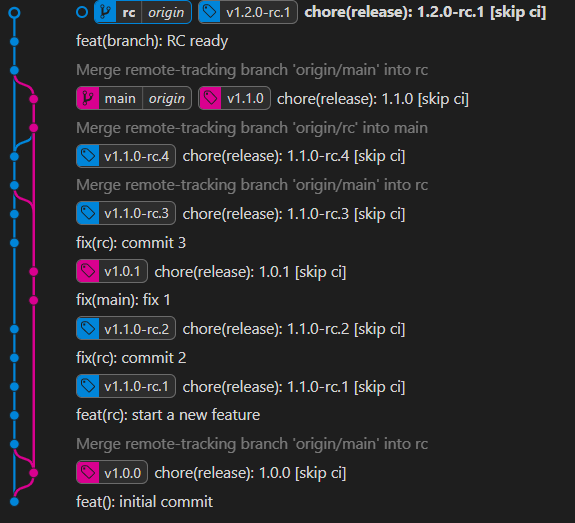 rc origin v1.2.0-rc.1 chore(release): 1.2.0-rc.1 [skip ci]
feat(branch): RC ready
Merge remote-tracking branch 'origin/main' into rc
main origin v1.1.0 chore(release): 1.1.0 [skip ci]
Merge remote-tracking branch 'origin/rc' into main
v1.1.0-rc.4 chore(release): 1.1.0-rc.4 [skip ci]
Merge remote-tracking branch 'origin/main' into rc
v1.1.0-rc.3 chore(release): 1.1.0-rc.3 [skip ci]
fix(rc): commit 3
v1.0.1 chore(release): 1.0.1 [skip ci]
fix(main): fix 1
v1.1.0-rc.2 chore(release): 1.1.0-rc.2 [skip ci]
fix(rc): commit 2
v1.1.0-rc.1 chore(release): 1.1.0-rc.1 [skip ci]
feat(rc): start a new feature
Merge remote-tracking branch 'origin/main' into rc
v1.0.0 chore(release): 1.0.0 [skip ci]
feat(): initial commit